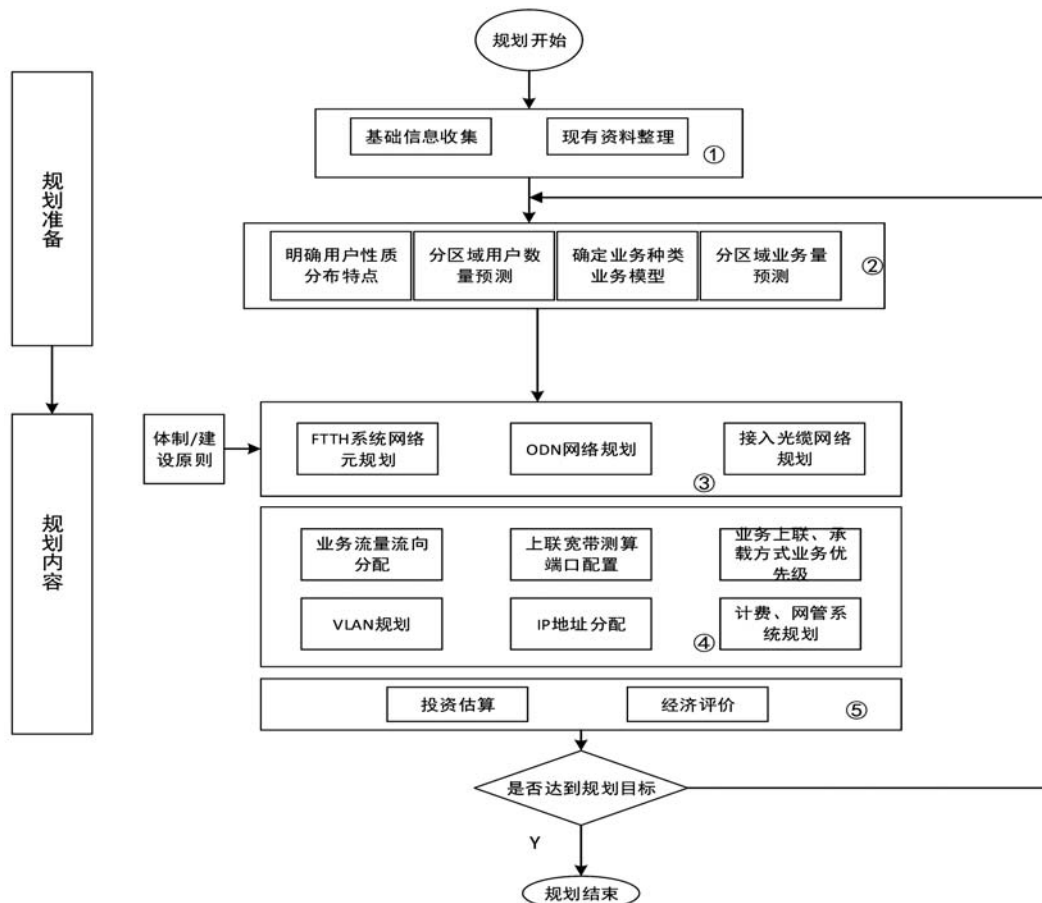 规划开始
规划准备
基础信息收集
现有资料整理
①
明确用户性质
分布特点
分区域用户数
量预测
确定业务种类
业务模型
分区域业务量
预测
②
规划内容
体制/建
设原则
FTTH系统网络
元规划
ODN网络规划
接入光缆网络
规划
③
业务流量流向
分配
上联宽带测算
端口配置
业务上联、承
载方式业务优
先级
VLAN规划
IP地址分配
计费、网管系
统规划
④
投资估算
经济评价
⑤
是否达到规划目标
Y
规划结束